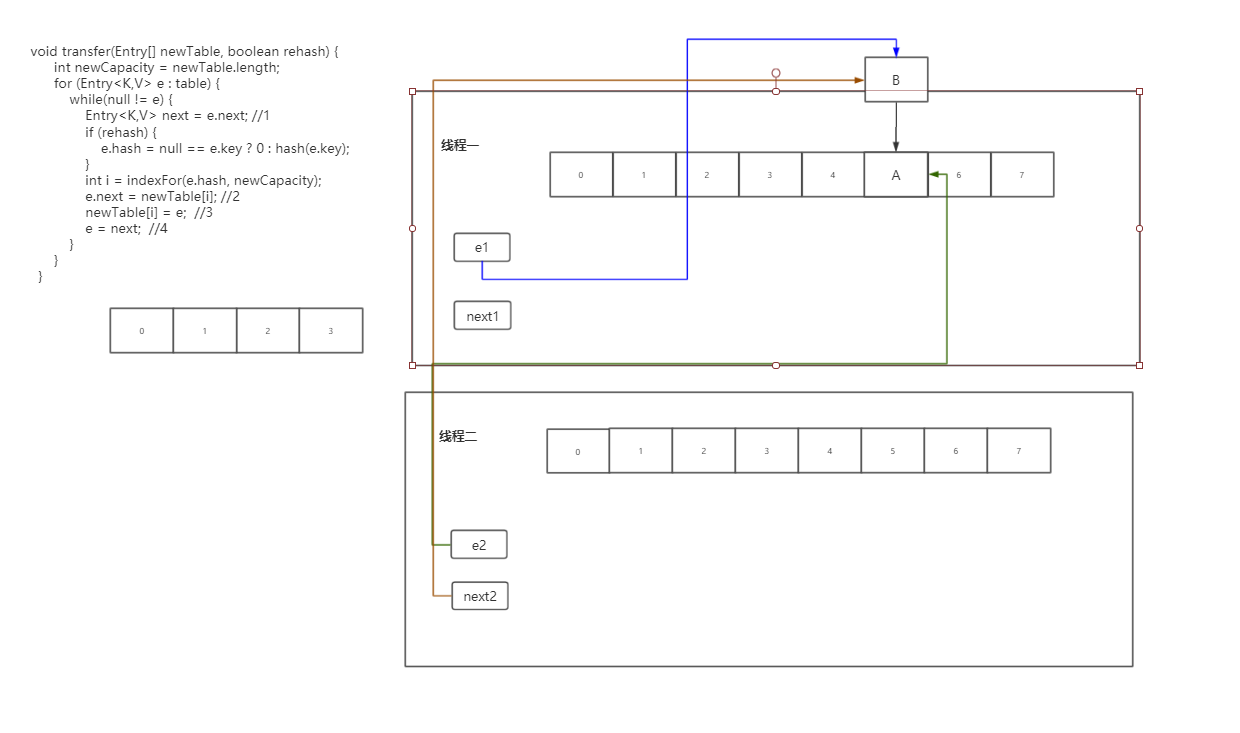 void transfer(Entry[] newTable, boolean rehash) {
int newCapacity = newTable.length;
for (Entry<K,V> e : table) {
while(null != e) {
Entry<K,V> next = e.next; //1
if (rehash) {
e.hash = null == e.key ? 0 : hash(e.key);
}
int i = indexFor(e.hash, newCapacity);
e.next = newTable[i]; //2
newTable[i] = e;  //3
e = next;  //4
}
}
}
0 1 2 3
B
线程一
0 1 2 3 4 A 6 7
e1
next1
线程二
0 1 2 3 4 5 6 7
e2
next2